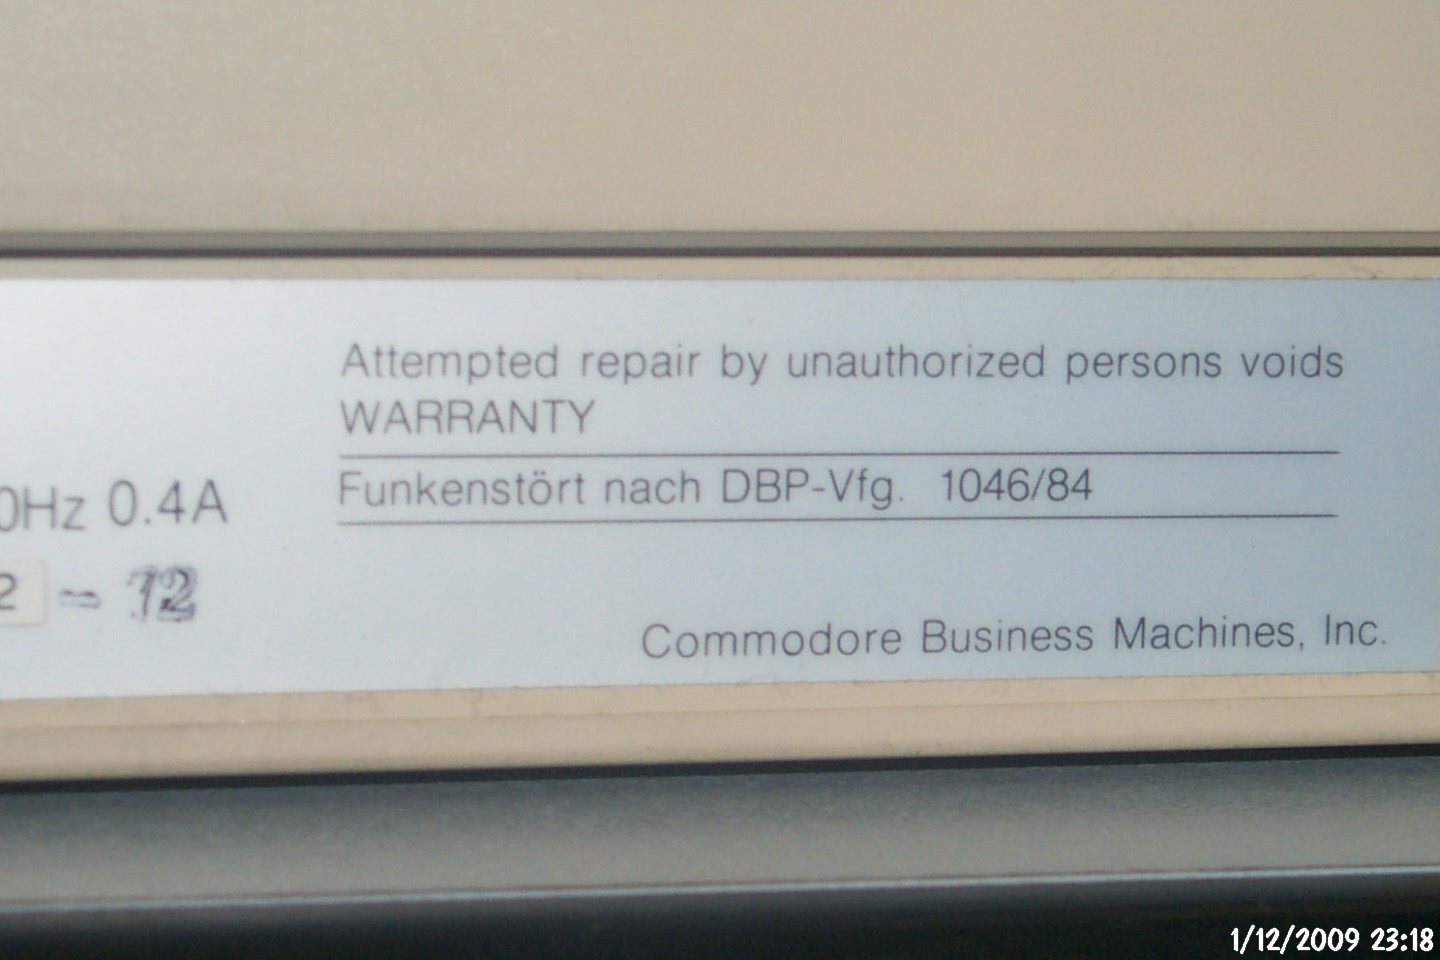 Attempted repair by unauthorized persons voids
WARRANTY
Funkenstört nach DBP-Vfg. 1046/84
0Hz 0.4A
2 - 12
Commodore Business Machines, Inc.
1/12/2009 23:18